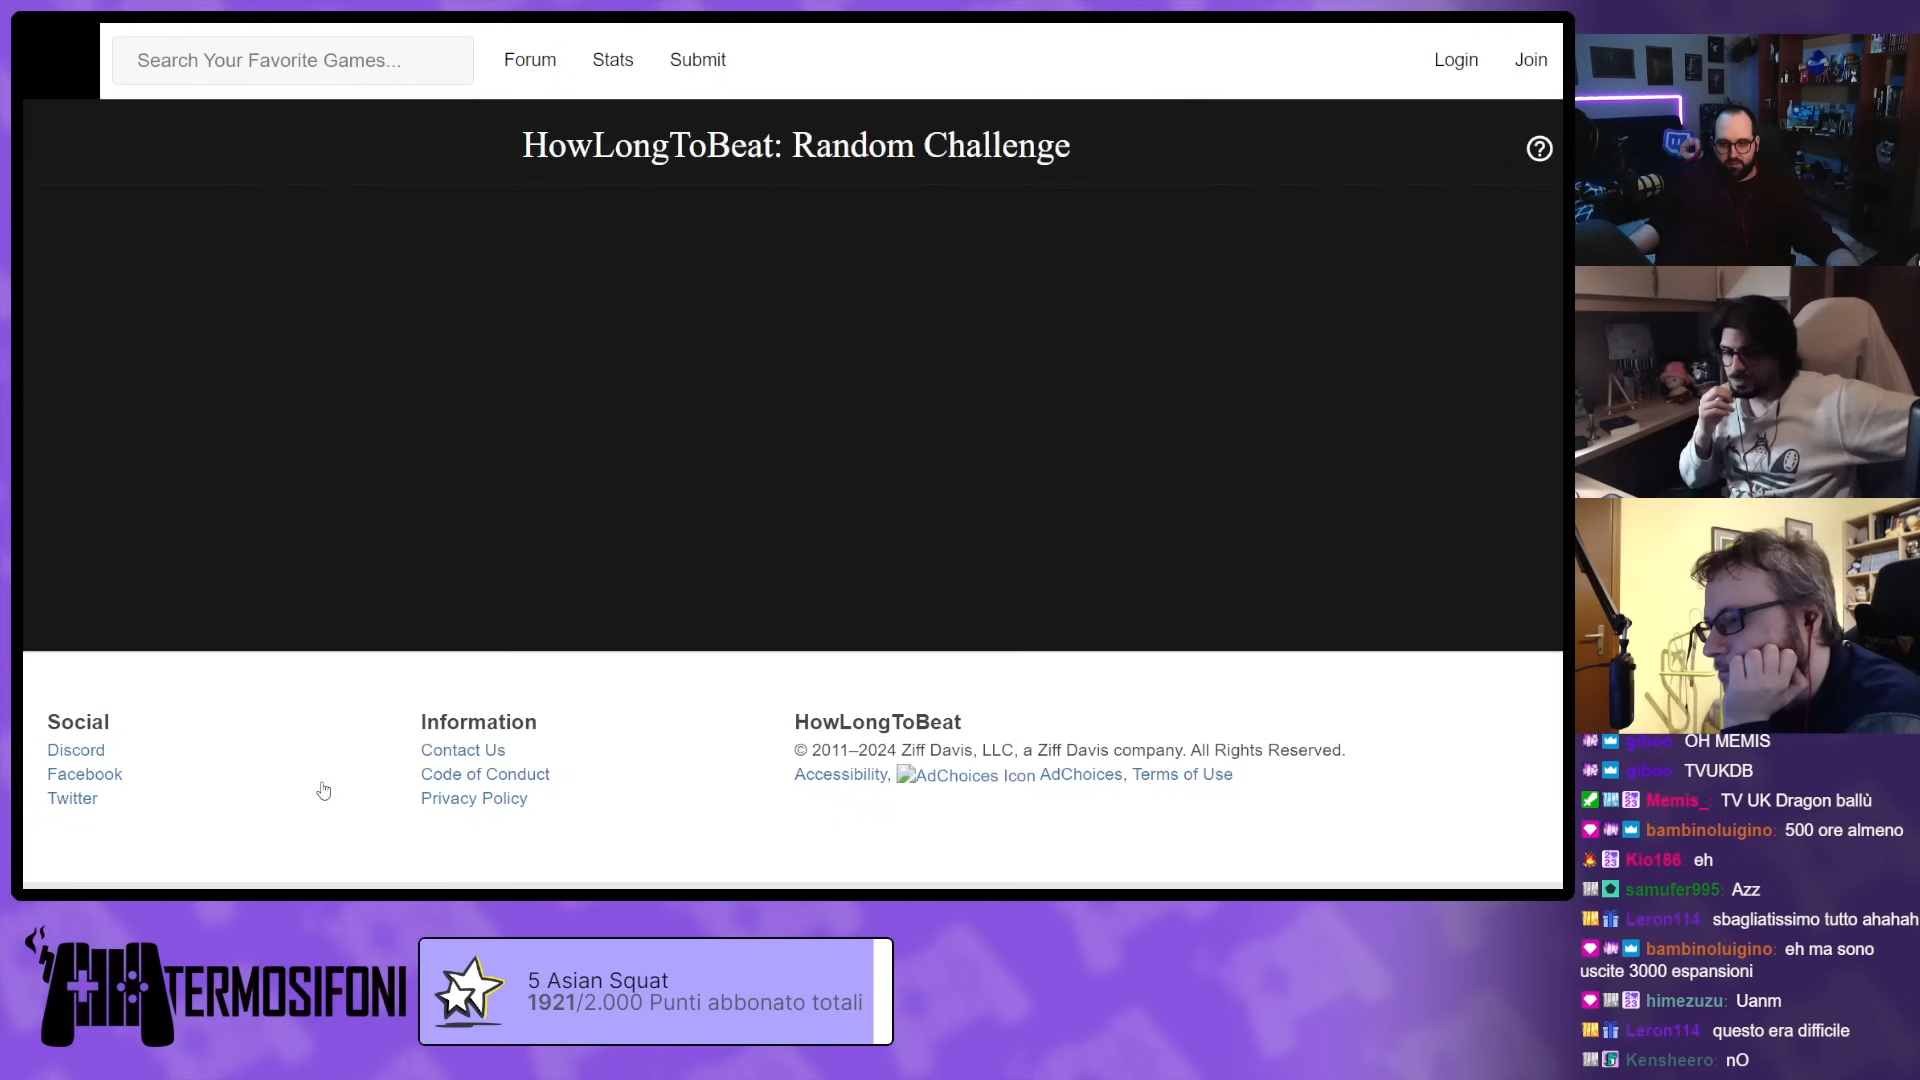 Search Your Favorite Games...
Forum
Stats
Submit
Login
Join
HowLongToBeat: Random Challenge
Social
Discord
Facebook
Twitter
Information
Contact Us
Code of Conduct
Privacy Policy
HowLongToBeat
© 2011–2024 Ziff Davis, LLC, a Ziff Davis company. All Rights Reserved.
Accessibility, AdChoices Icon AdChoices, Terms of Use
TERMOSIFONI
5 Asian Squat
1921/2.000 Punti abbonato totali
giboo: OH MEMIS
giboo: TVUKDB
Memis_: TV UK Dragon ballù
bambinoluigino: 500 ore almeno
Kio186 eh
samufer995: Azz
Leron114 sbagliatissimo tutto ahahah
bambinoluigino: eh ma sono
uscite 3000 espansioni
himezuzu: Uanm
Leron114 questo era difficile
Kensheero: nO